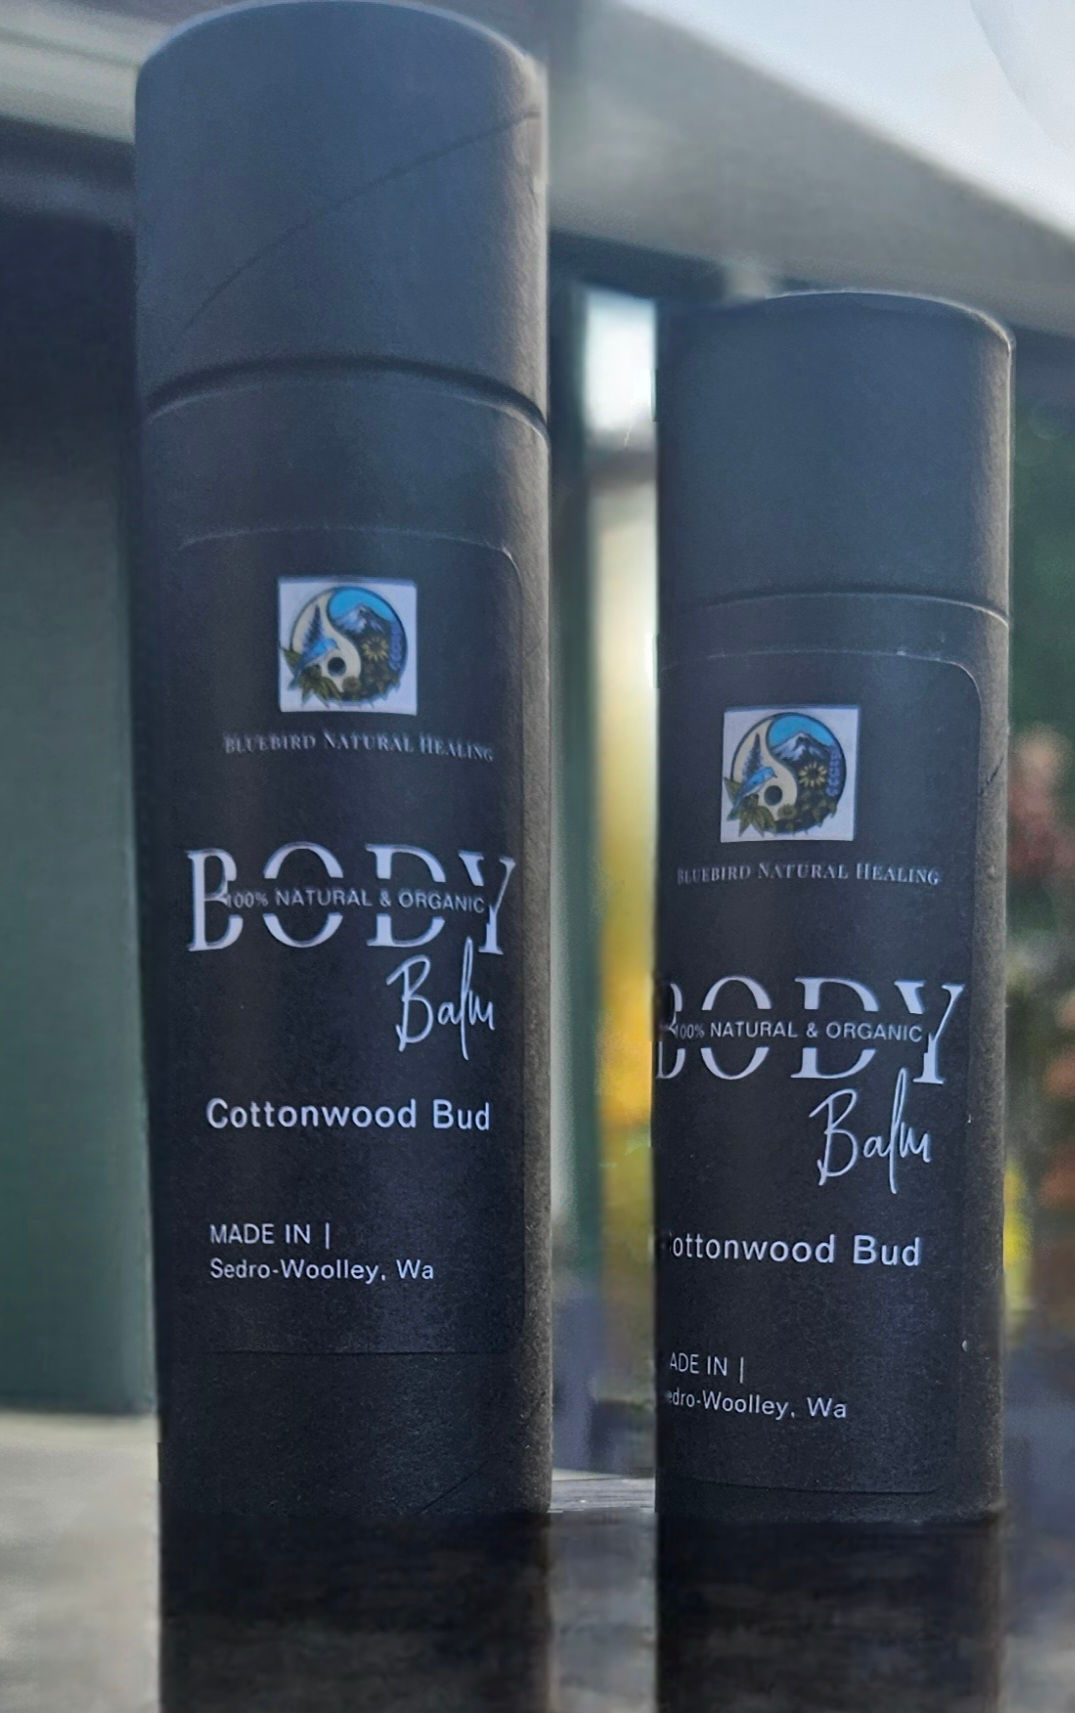 BLUEBIRD NATURAL HEALING
BODY
100% NATURAL & ORGANIC
Balm
Cottonwood Bud
MADE IN |
Sedro-Woolley, Wa
BLUEBIRD NATURAL HEALING
BODY
100% NATURAL & ORGANIC
Balm
ottonwood Bud
ADE IN |
edro-Woolley, Wa